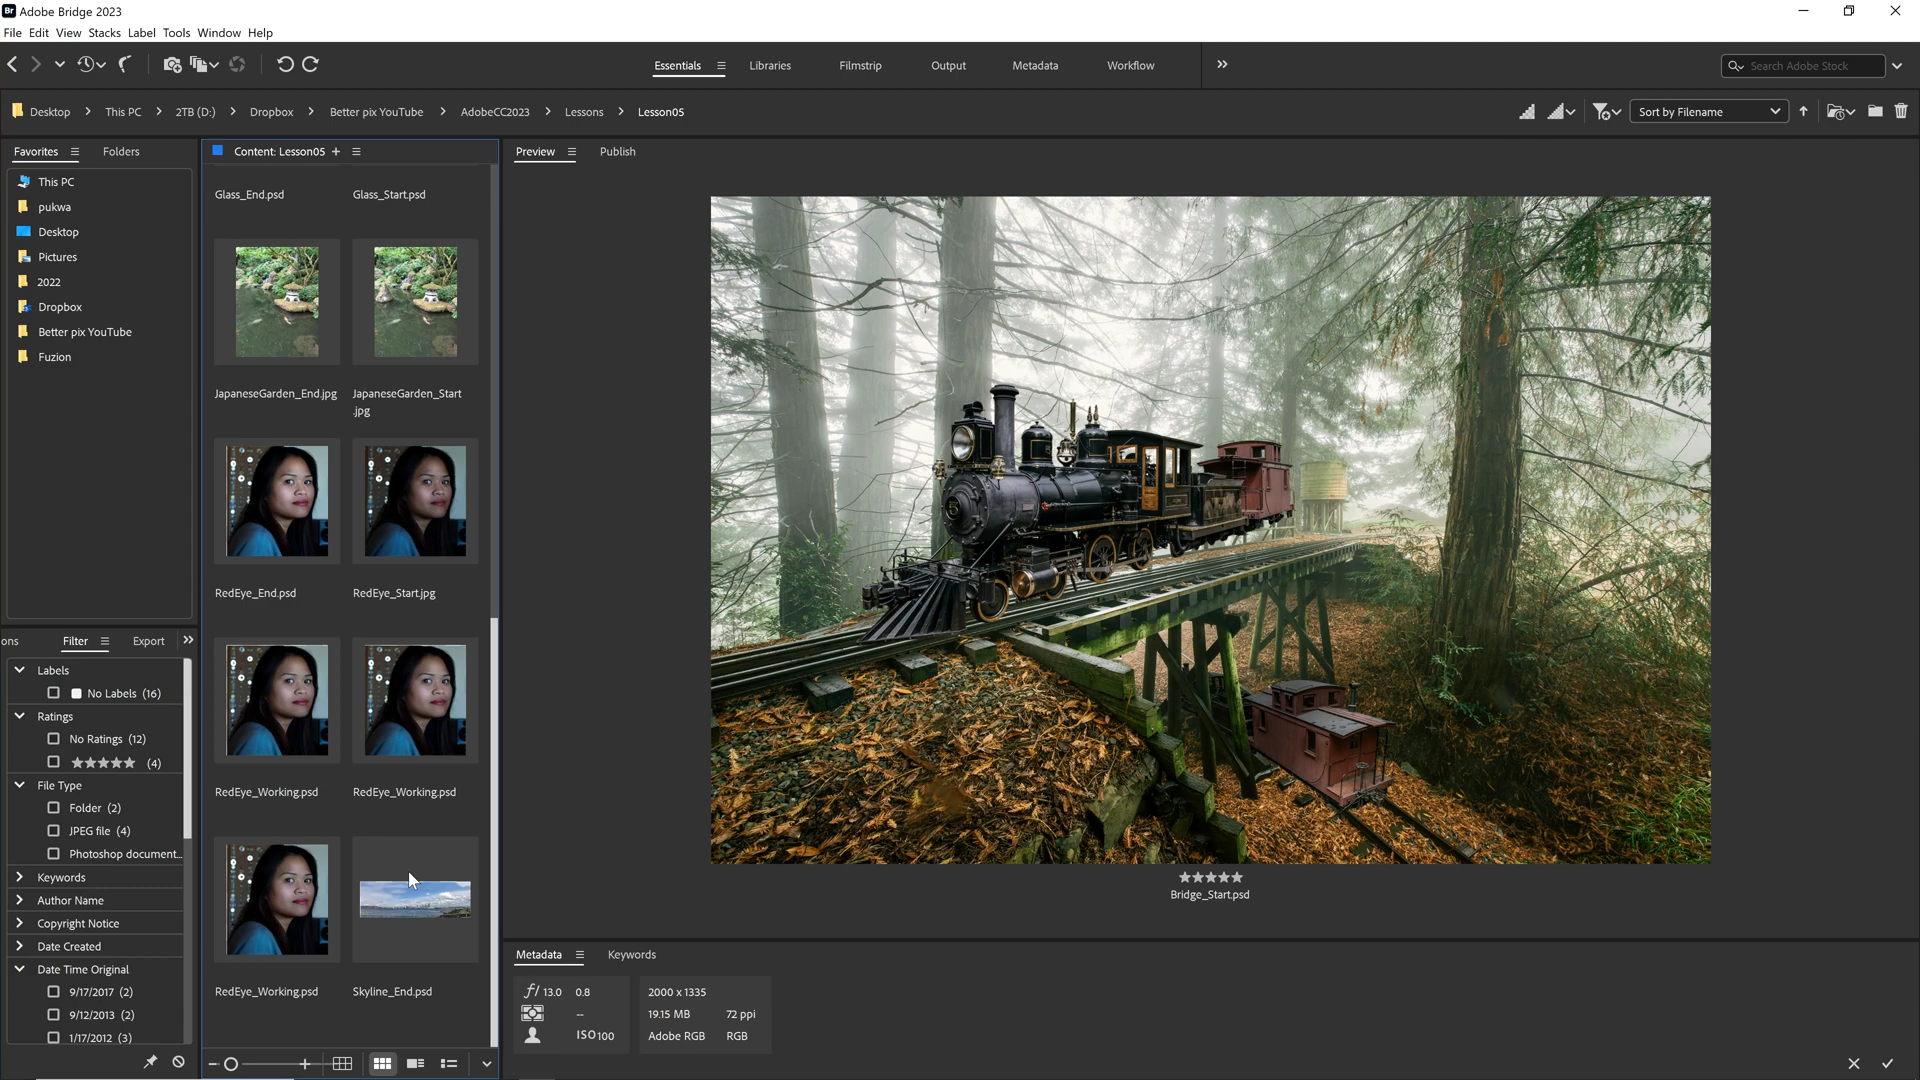 Br Adobe Bridge 2023
File Edit View Stacks Label Tools Window Help
Essentials Libraries Filmstrip Output Metadata Workflow
Search Adobe Stock
Desktop This PC 2TB (D:) Dropbox Better pix YouTube AdobeCC2023 Lessons Lesson05
Sort by Filename
Favorites Folders
This PC
pukwa
Desktop
Pictures
2022
Dropbox
Better pix YouTube
Fuzion
ons Filter Export
Labels
No Labels (16)
Ratings
No Ratings (12)
★★★★★ (4)
File Type
Folder (2)
JPEG file (4)
Photoshop document...
Keywords
Author Name
Copyright Notice
Date Created
Date Time Original
9/17/2017 (2)
9/12/2013 (2)
1/17/2012 (3)
Content: Lesson05
Glass_End.psd Glass_Start.psd
JapaneseGarden_End.jpg JapaneseGarden_Start
.jpg
RedEye_End.psd RedEye_Start.jpg
RedEye_Working.psd RedEye_Working.psd
RedEye_Working.psd Skyline_End.psd
Preview Publish
★★★★★
Bridge_Start.psd
Metadata Keywords
f/ 13.0 0.8
--
ISO100
2000 x 1335
19.15 MB 72 ppi
Adobe RGB RGB